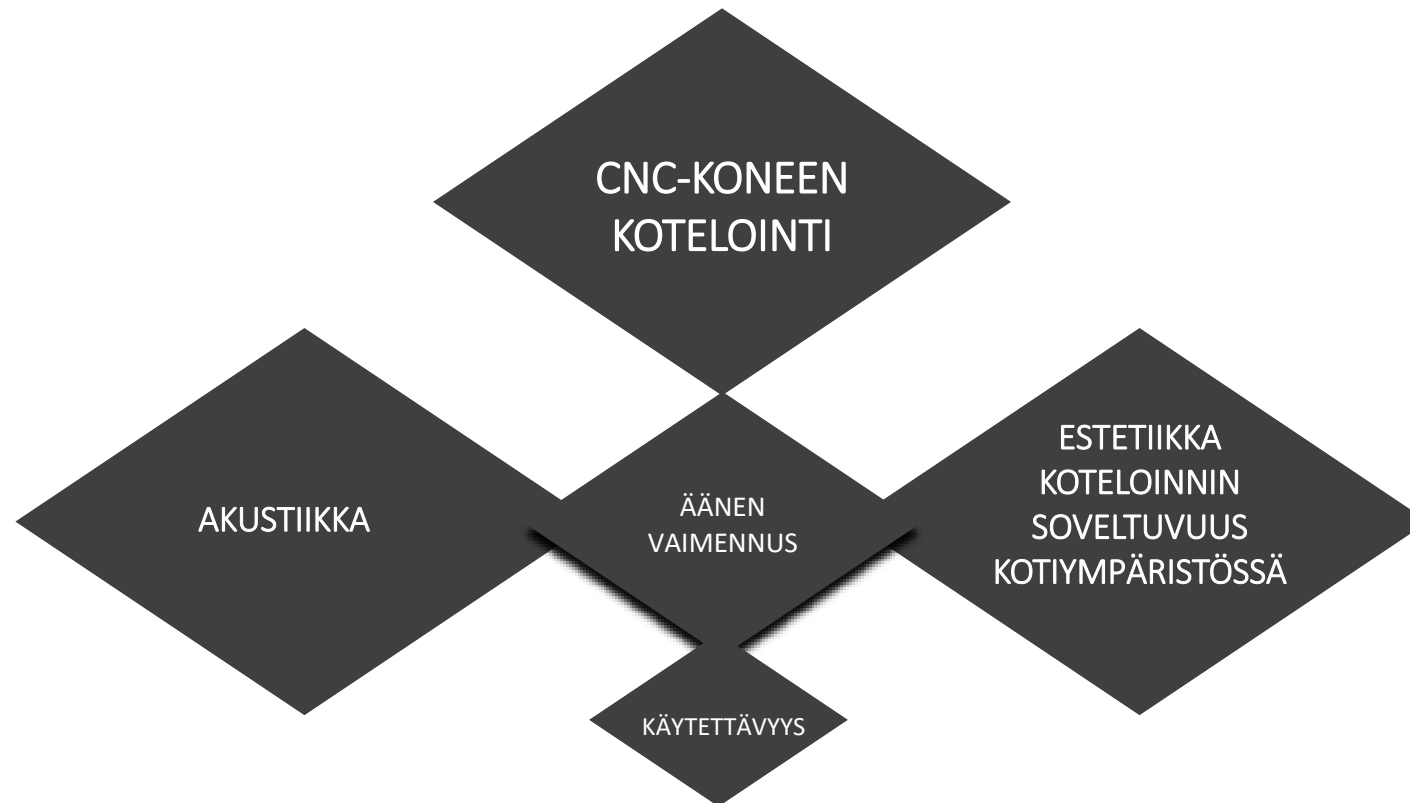 CNC-KONEEN
KOTELOINTI
AKUSTIIKKA
ÄÄNEN
VAIMENNUS
ESTETIIKKA
KOTELOINNIN
SOVELTUVUUS
KOTIYMPÄRISTÖSSÄ
KÄYTETTÄVYYS